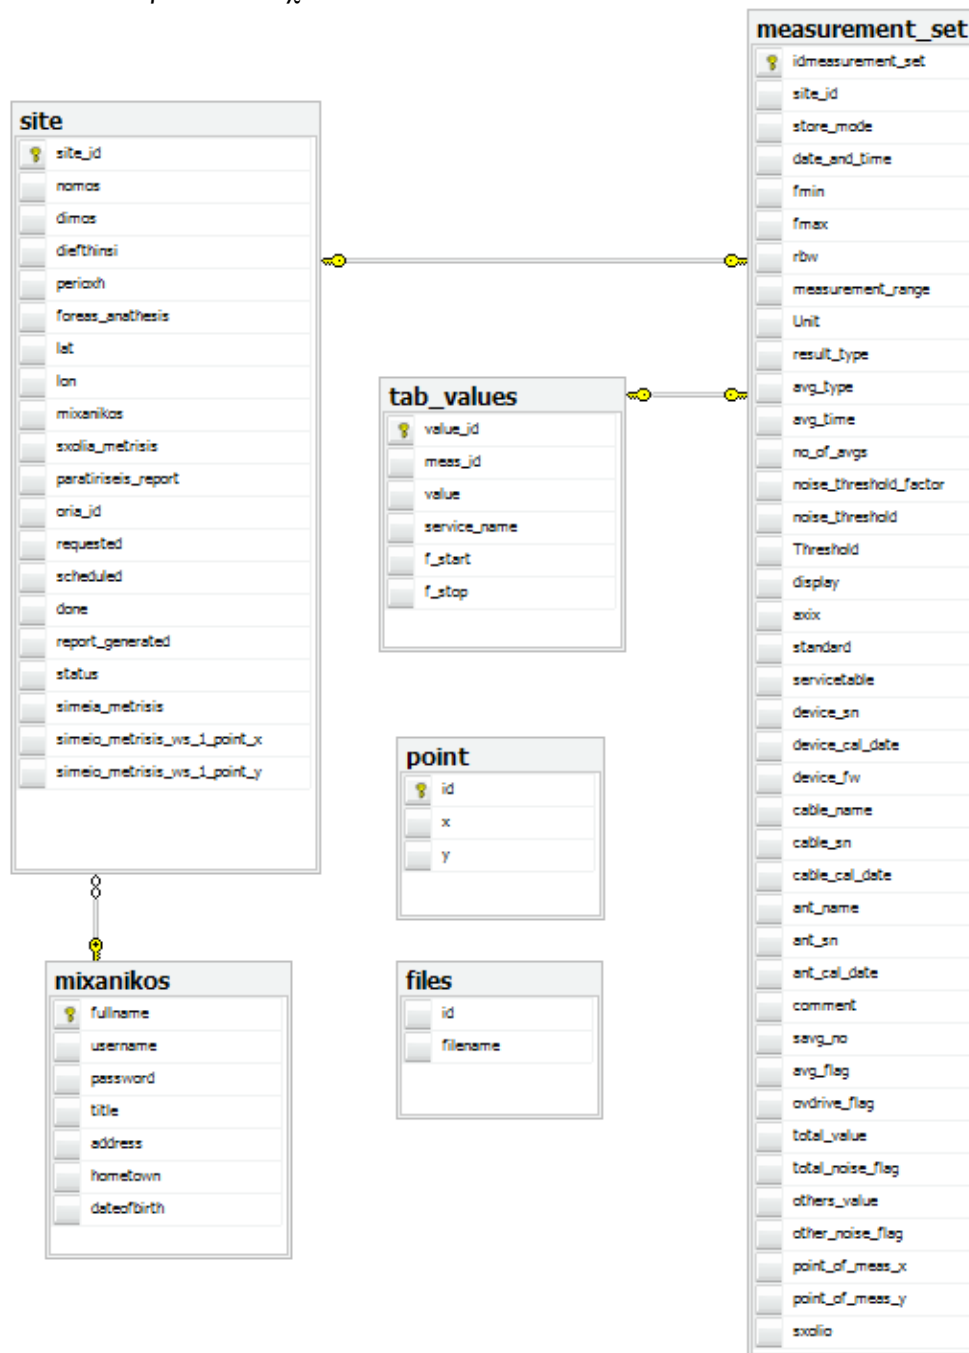 measurement_set
idmeasurement_set
site_id
store_mode
date_and_time
fmin
fmax
rbw
measurement_range
Unit
result_type
avg_type
avg_time
no_of_avgs
noise_threshold_factor
noise_threshold
Threshold
display
axix
standard
servicetable
device_sn
device_cal_date
device_fw
cable_name
cable_sn
cable_cal_date
ant_name
ant_sn
ant_cal_date
comment
savg_no
avg_flag
ovdrive_flag
total_value
total_noise_flag
others_value
other_noise_flag
point_of_meas_x
point_of_meas_y
sxolio
site
site_id
nomos
dimos
diefthinsi
perioxh
foreas_anathesis
lat
lon
mixanikos
sxolia_metrisis
paratiriseis_report
oria_id
requested
scheduled
done
report_generated
status
simeia_metrisis
simeio_metrisis_ws_1_point_x
simeio_metrisis_ws_1_point_y
tab_values
value_id
meas_id
value
service_name
f_start
f_stop
point
id
x
y
mixanikos
fullname
username
password
title
address
hometown
dateofbirth
files
id
filename